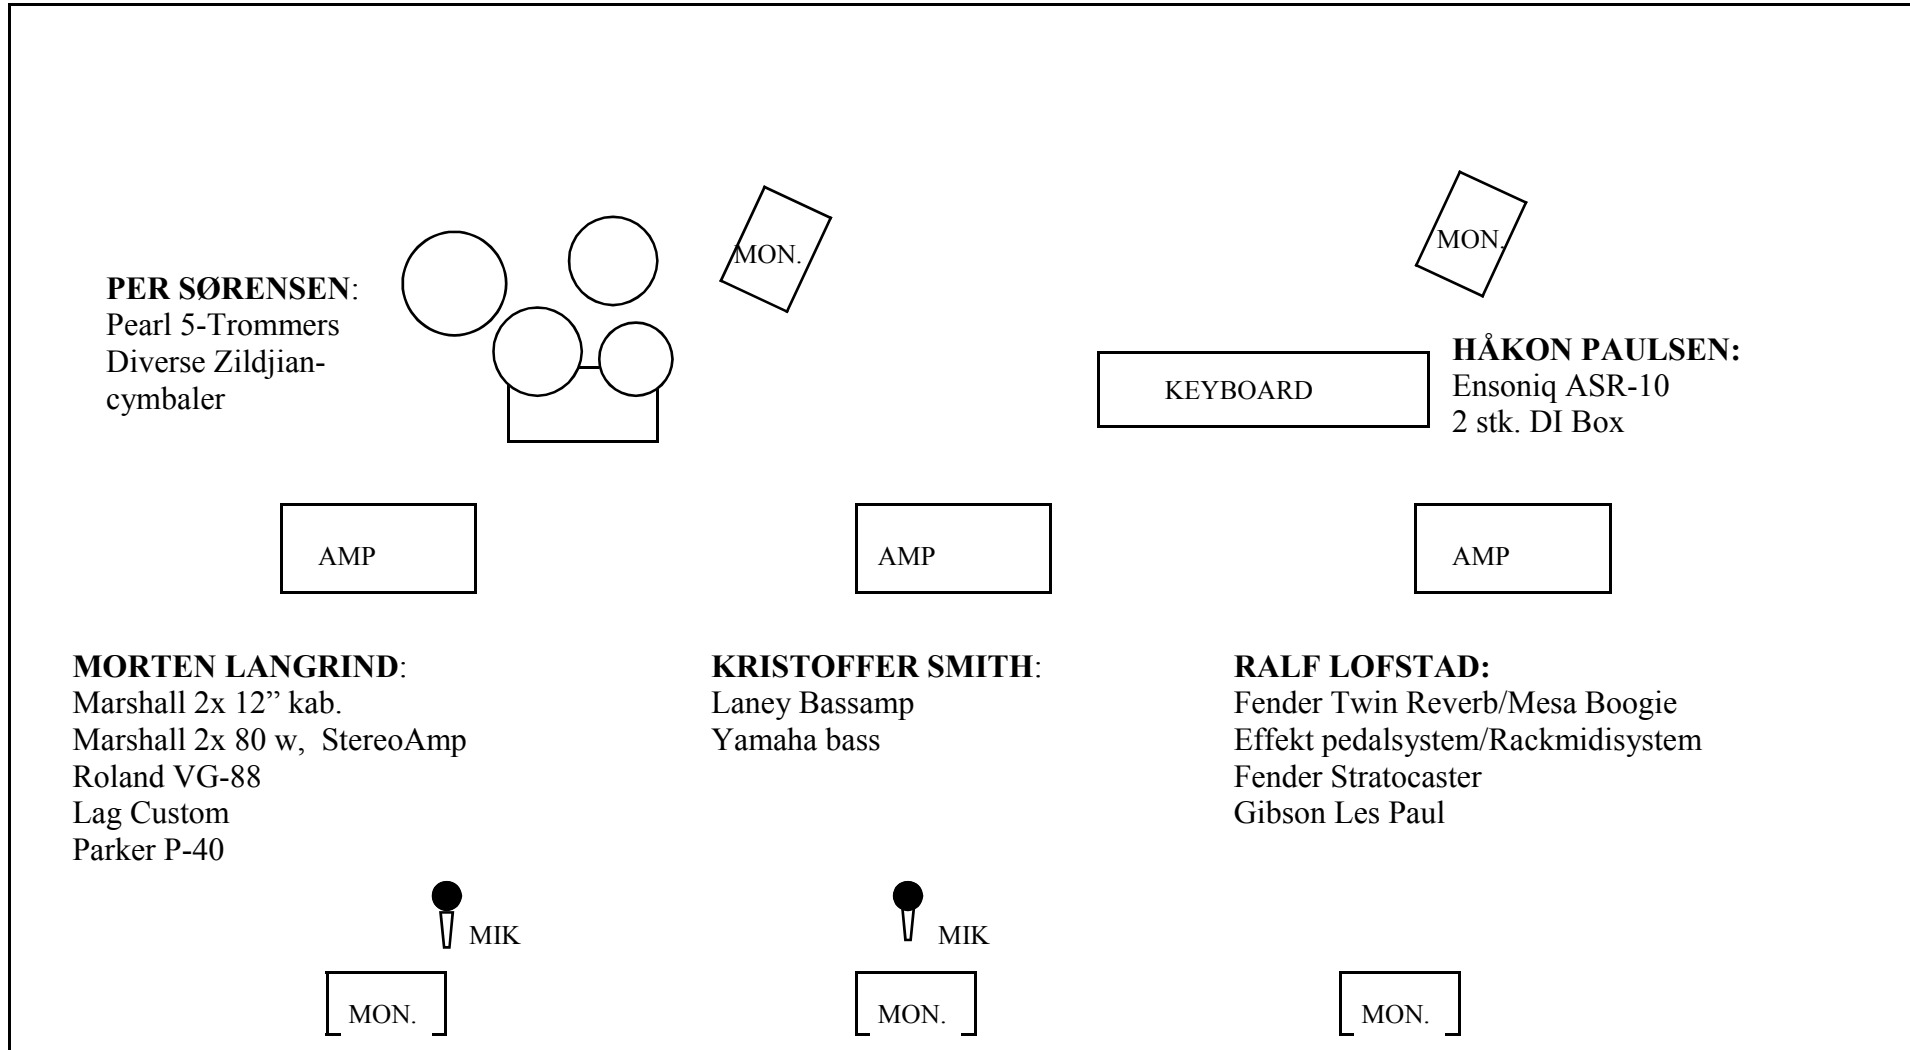 MON.
MON.
PER SØRENSEN:
Pearl 5-Trommers
Diverse Zildjian-
cymbaler
KEYBOARD
HÅKON PAULSEN:
Ensoniq ASR-10
2 stk. DI Box
AMP
AMP
AMP
MORTEN LANGRIND:
Marshall 2x 12” kab.
Marshall 2x 80 w,  StereoAmp
Roland VG-88
Lag Custom
Parker P-40
KRISTOFFER SMITH:
Laney Bassamp
Yamaha bass
RALF LOFSTAD:
Fender Twin Reverb/Mesa Boogie
Effekt pedalsystem/Rackmidisystem
Fender Stratocaster
Gibson Les Paul
MIK
MIK
MON.
MON.
MON.